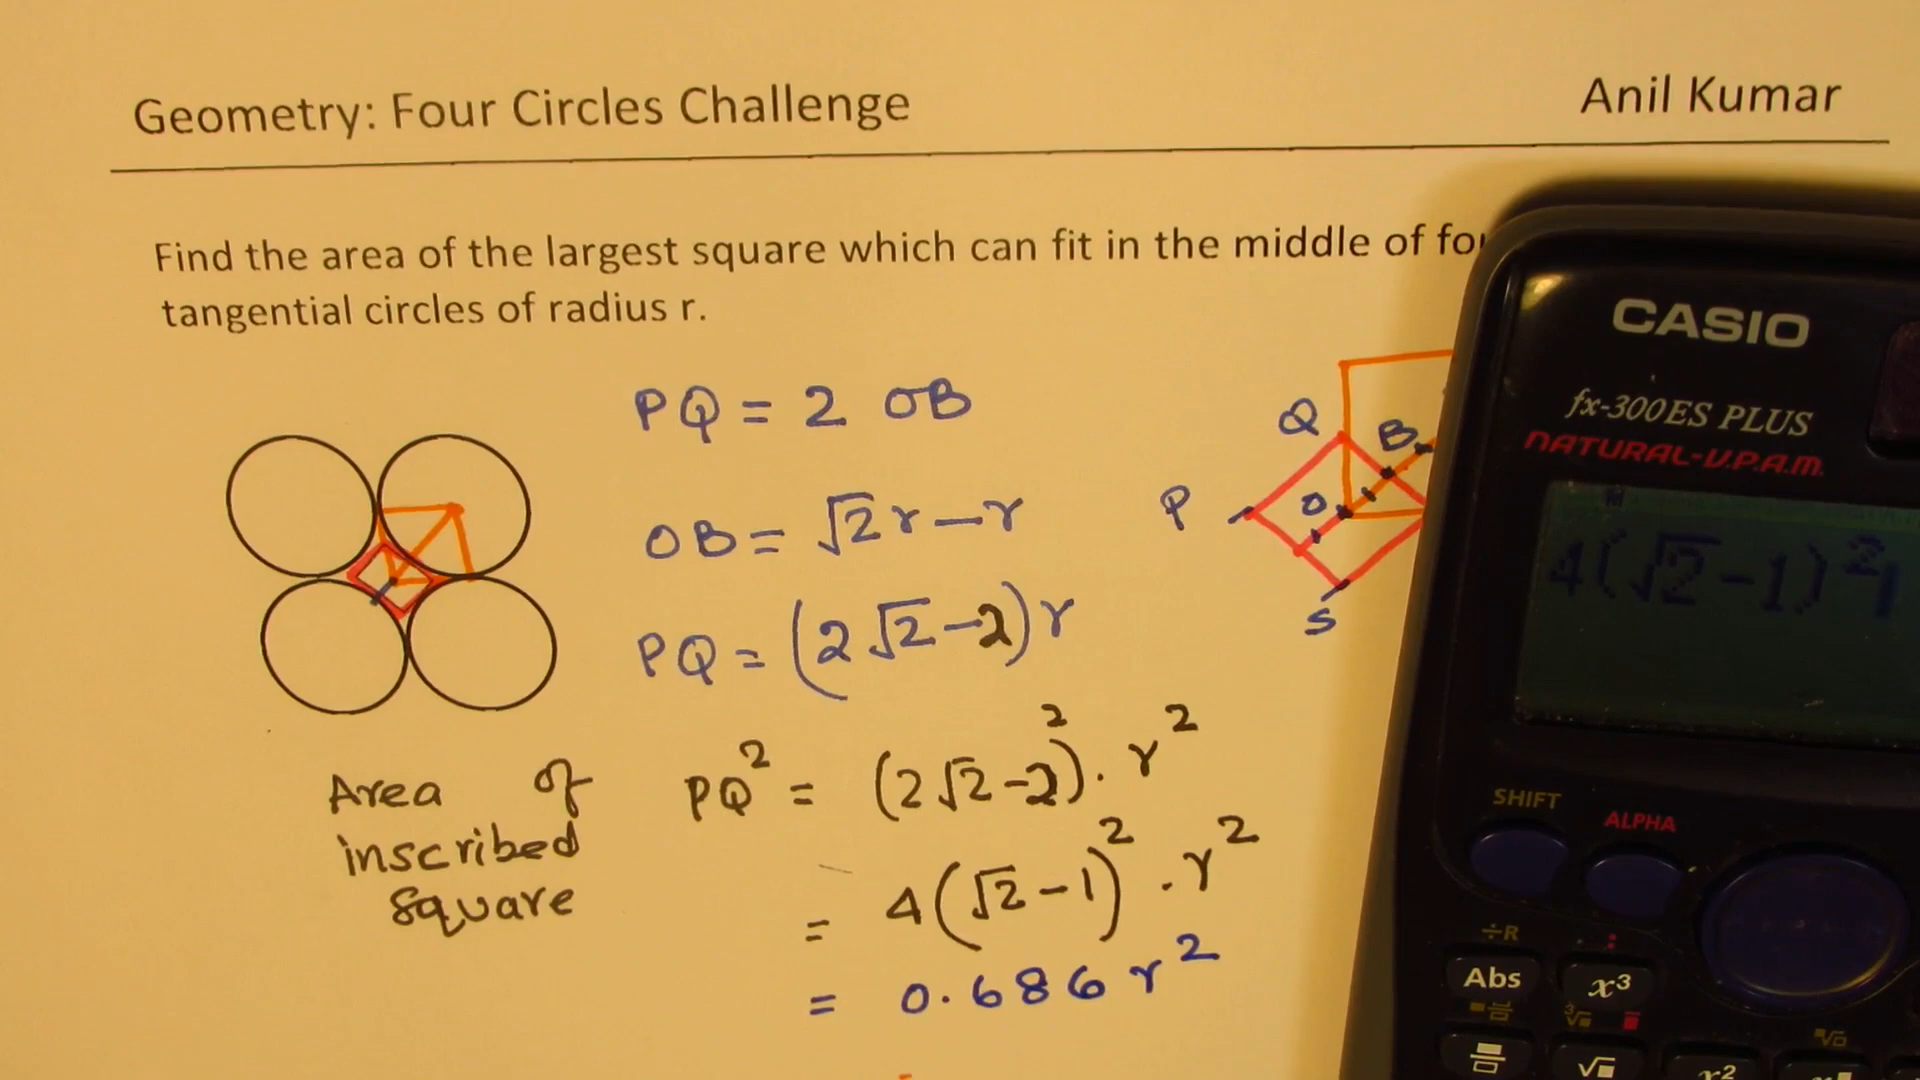 Geometry: Four Circles Challenge
Anil Kumar
Find the area of the largest square which can fit in the middle of
tangential circles of radius r.
PQ = 2 OB
OB = √2r - r
PQ = (2√2-2)r
Area of
inscribed
square
PQ² = (2√2-2)² · r²
= 4(√2-1)² · r²
= 0.686 r²
Q
B
P
O
S
CASIO
fx-300ES PLUS
NATURAL-V.P.A.M.
4(√2-1)²
SHIFT
ALPHA
÷R
Abs
x³
³√
√
x²